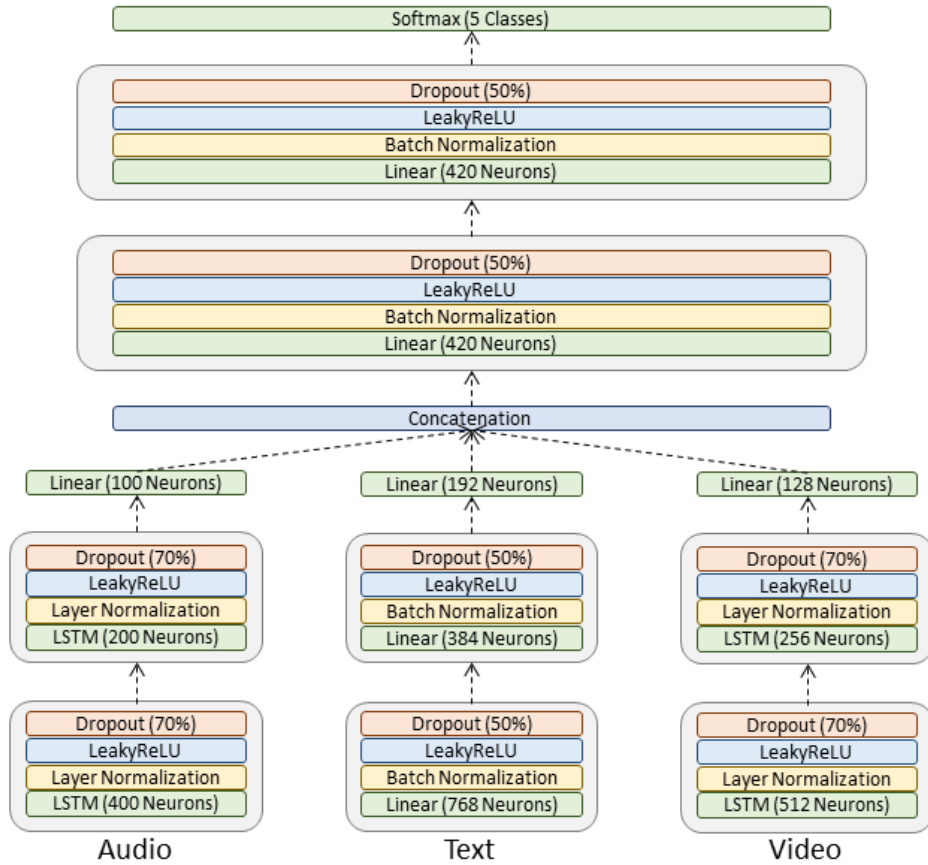 Softmax (5 Classes)
Dropout (50%)
LeakyReLU
Batch Normalization
Linear (420 Neurons)
Dropout (50%)
LeakyReLU
Batch Normalization
Linear (420 Neurons)
Concatenation
Linear (100 Neurons)
Linear (192 Neurons)
Linear (128 Neurons)
Dropout (70%)
LeakyReLU
Layer Normalization
LSTM (200 Neurons)
Dropout (50%)
LeakyReLU
Batch Normalization
Linear (384 Neurons)
Dropout (70%)
LeakyReLU
Layer Normalization
LSTM (256 Neurons)
Dropout (70%)
LeakyReLU
Layer Normalization
LSTM (400 Neurons)
Dropout (50%)
LeakyReLU
Batch Normalization
Linear (768 Neurons)
Dropout (70%)
LeakyReLU
Layer Normalization
LSTM (512 Neurons)
Audio
Text
Video